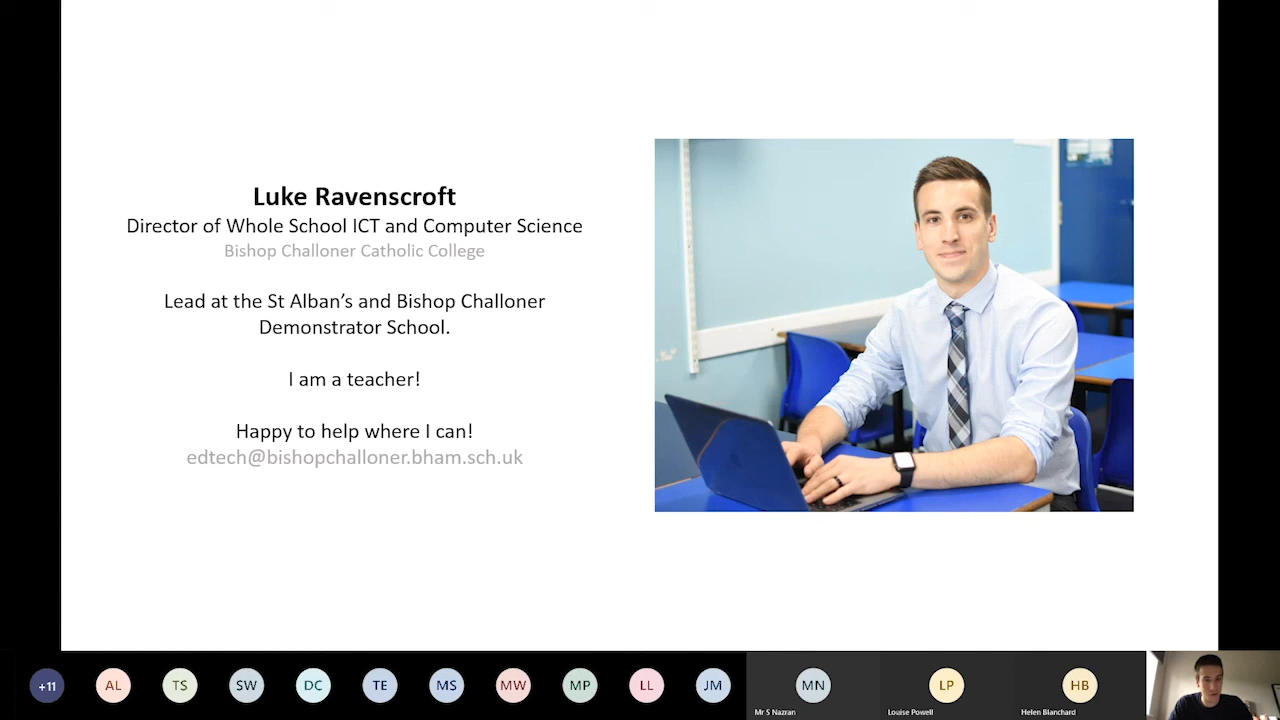 Luke Ravenscroft
Director of Whole School ICT and Computer Science
Bishop Challoner Catholic College
Lead at the St Alban's and Bishop Challoner
Demonstrator School.
I am a teacher!
Happy to help where I can!
edtech@bishopchalloner.bham.sch.uk
+11
AL
TS
SW
DC
TE
MS
MW
MP
LL
JM
MN
LP
HB
Mr S Nazran
Louise Powell
Helen Blanchard